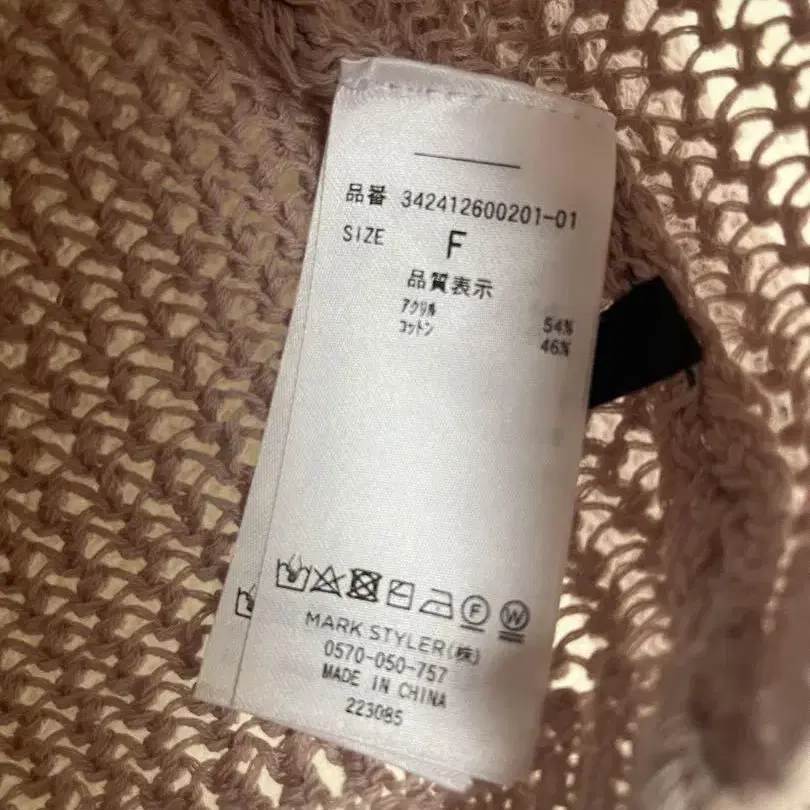 品番 342412600201-01
SIZE F
品質表示
アクリル 54%
コットン 46%
F W
MARK STYLER(株)
0570-050-757
MADE IN CHINA
223085